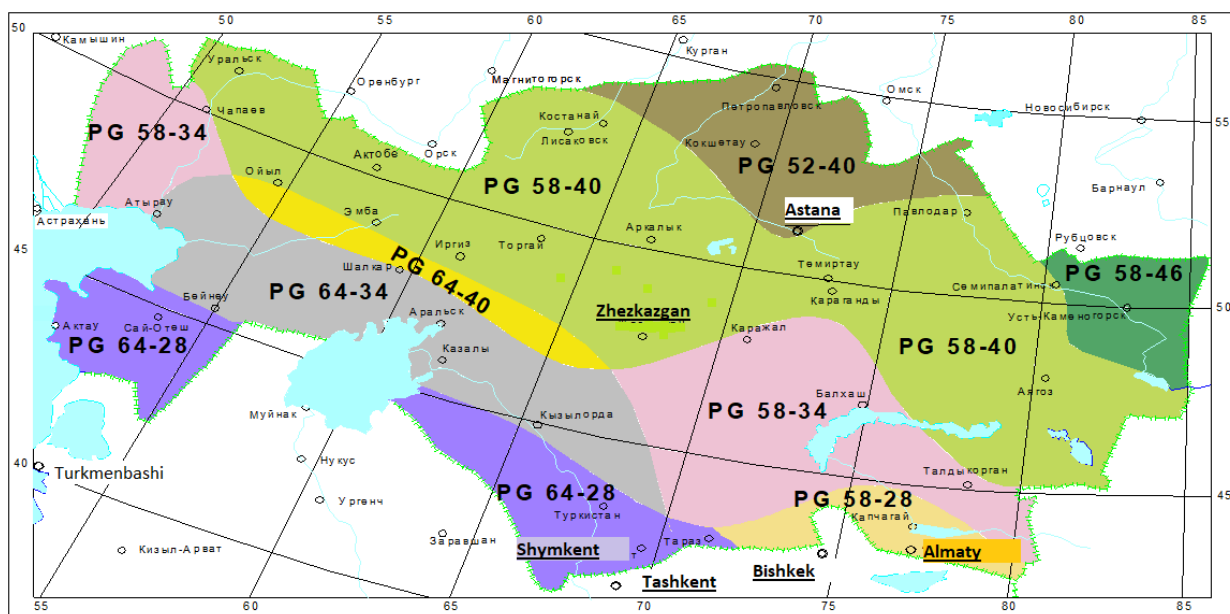 50 55 60 65 70 75 80 85
50
Камышин
Уральск
Оренбург
Магнитогорск
Курган
Омск
Новосибирск
55
Чапаев
Костанай
Лисаковск
Петропавловск
PG 58-34
Орск
Кокшетау
PG 52-40
Барнаул
Актобе
PG 58-40
Ойыл
Астрахань
Атырау
Эмба
Astana
Павлодар
Рубцовск
45
Иргиз
Торгай
Аркалык
Шалкар
PG 64-40
Темиртау
Караганды
Семипалатинск
PG 58-46
Бейнеу
PG 64-34
Zhezkazgan
Усть-Каменогорск
50
Актау
Сай-Отеш
Аральск
Каражал
PG 64-28
Казалы
PG 58-40
Аягоз
Муйнак
Кызылорда
PG 58-34
Балхаш
40
Turkmenbashi
Нукус
PG 64-28
Талдыкорган
45
Ургенч
Туркистан
PG 58-28
Капчагай
Кизыл-Арват
Заравшан
Shymkent
т
Тараз
Almaty
Tashkent
Bishkek
55 60 65 70 75 80 85